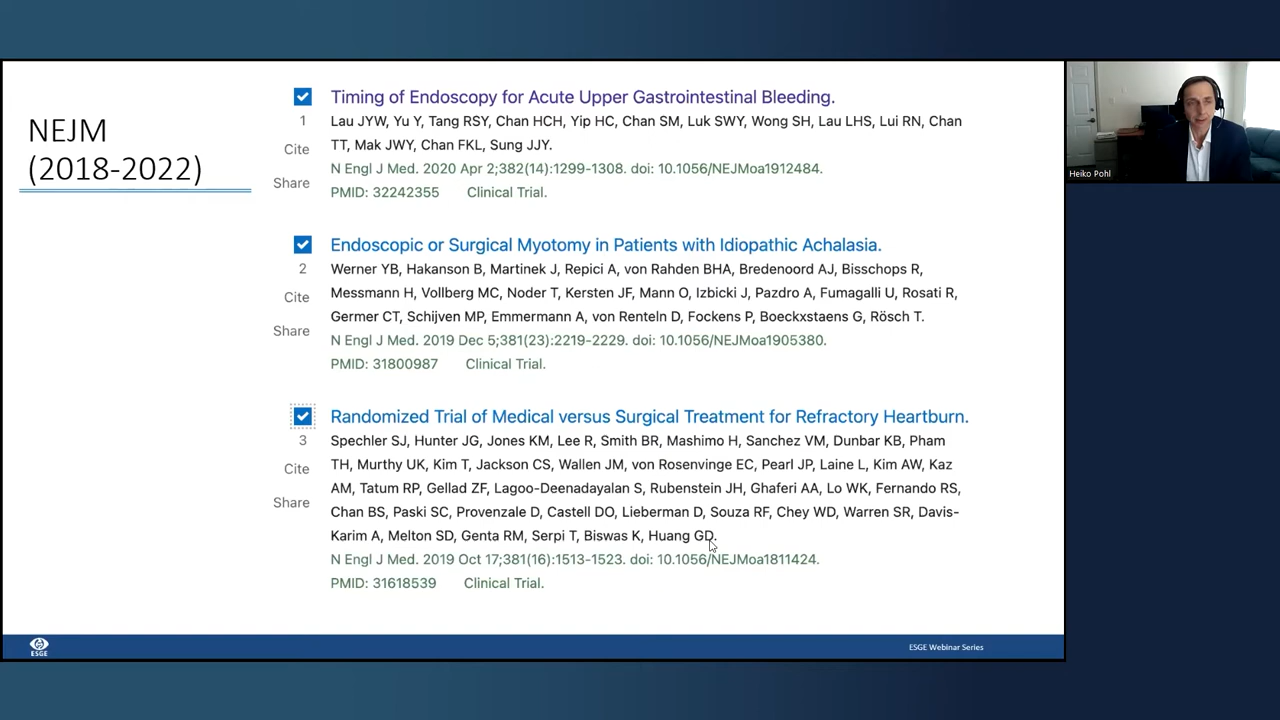 NEJM
(2018-2022)
Timing of Endoscopy for Acute Upper Gastrointestinal Bleeding.
1
Lau JYW, Yu Y, Tang RSY, Chan HCH, Yip HC, Chan SM, Luk SWY, Wong SH, Lau LHS, Lui RN, Chan
Cite
TT, Mak JWY, Chan FKL, Sung JJY.
N Engl J Med. 2020 Apr 2;382(14):1299-1308. doi: 10.1056/NEJMoa1912484.
Share
PMID: 32242355 Clinical Trial.
Endoscopic or Surgical Myotomy in Patients with Idiopathic Achalasia.
2
Werner YB, Hakanson B, Martinek J, Repici A, von Rahden BHA, Bredenoord AJ, Bisschops R,
Cite
Messmann H, Vollberg MC, Noder T, Kersten JF, Mann O, Izbicki J, Pazdro A, Fumagalli U, Rosati R,
Germer CT, Schijven MP, Emmermann A, von Renteln D, Fockens P, Boeckxstaens G, Rösch T.
Share
N Engl J Med. 2019 Dec 5;381(23):2219-2229. doi: 10.1056/NEJMoa1905380.
PMID: 31800987 Clinical Trial.
Randomized Trial of Medical versus Surgical Treatment for Refractory Heartburn.
3
Spechler SJ, Hunter JG, Jones KM, Lee R, Smith BR, Mashimo H, Sanchez VM, Dunbar KB, Pham
Cite
TH, Murthy UK, Kim T, Jackson CS, Wallen JM, von Rosenvinge EC, Pearl JP, Laine L, Kim AW, Kaz
AM, Tatum RP, Gellad ZF, Lagoo-Deenadayalan S, Rubenstein JH, Ghaferi AA, Lo WK, Fernando RS,
Share
Chan BS, Paski SC, Provenzale D, Castell DO, Lieberman D, Souza RF, Chey WD, Warren SR, Davis-
Karim A, Melton SD, Genta RM, Serpi T, Biswas K, Huang GD.
N Engl J Med. 2019 Oct 17;381(16):1513-1523. doi: 10.1056/NEJMoa1811424.
PMID: 31618539 Clinical Trial.
ESGE
ESGE Webinar Series
Heiko Pohl